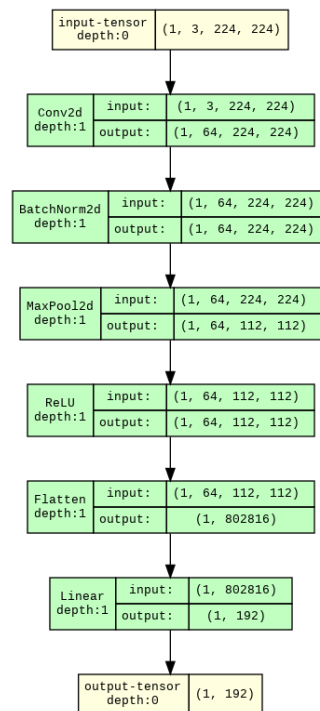 input-tensor
depth:0
(1, 3, 224, 224)
Conv2d
depth:1
input:
(1, 3, 224, 224)
output:
(1, 64, 224, 224)
BatchNorm2d
depth:1
input:
(1, 64, 224, 224)
output:
(1, 64, 224, 224)
MaxPool2d
depth:1
input:
(1, 64, 224, 224)
output:
(1, 64, 112, 112)
ReLU
depth:1
input:
(1, 64, 112, 112)
output:
(1, 64, 112, 112)
Flatten
depth:1
input:
(1, 64, 112, 112)
output:
(1, 802816)
Linear
depth:1
input:
(1, 802816)
output:
(1, 192)
output-tensor
depth:0
(1, 192)